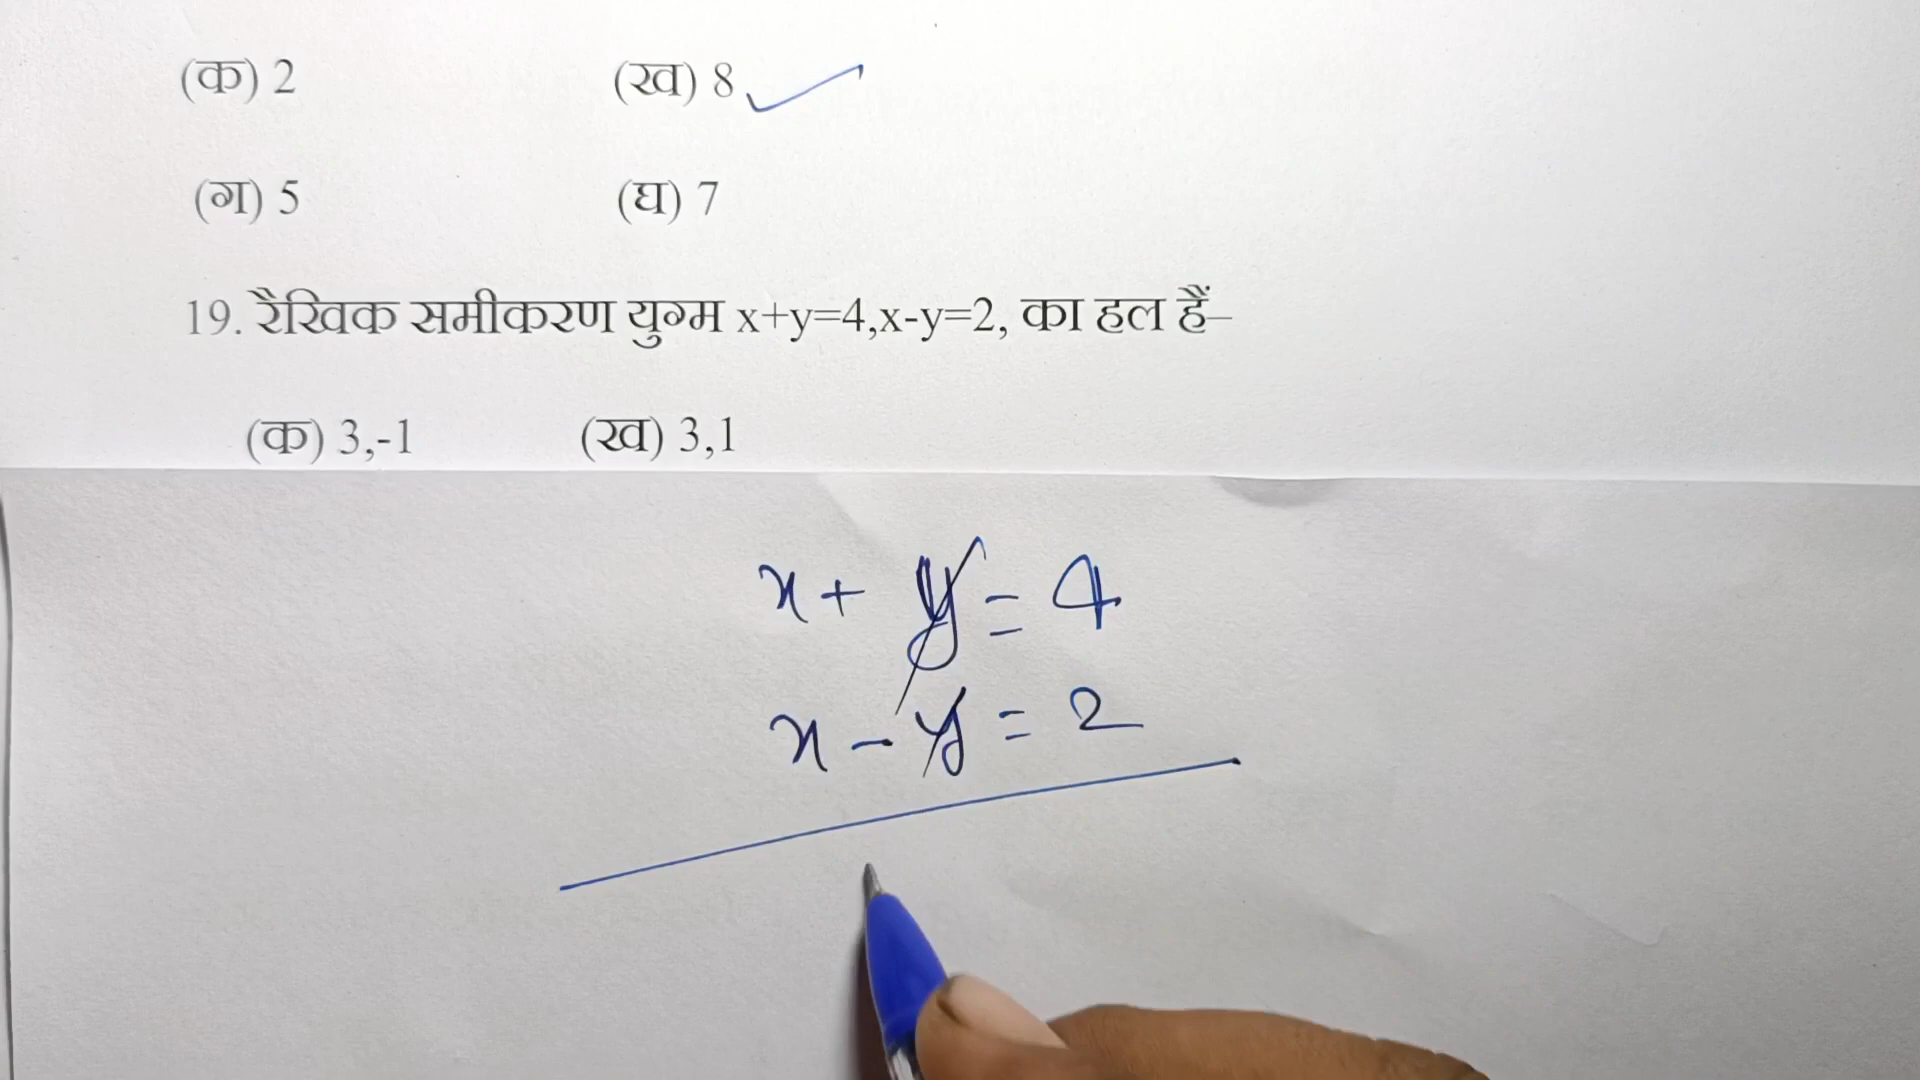 (क) 2 (ख) 8
(ग) 5 (घ) 7
19. रैखिक समीकरण युग्म x+y=4,x-y=2, का हल हैं–
(क) 3,-1 (ख) 3,1
x + y = 4
x - y = 2